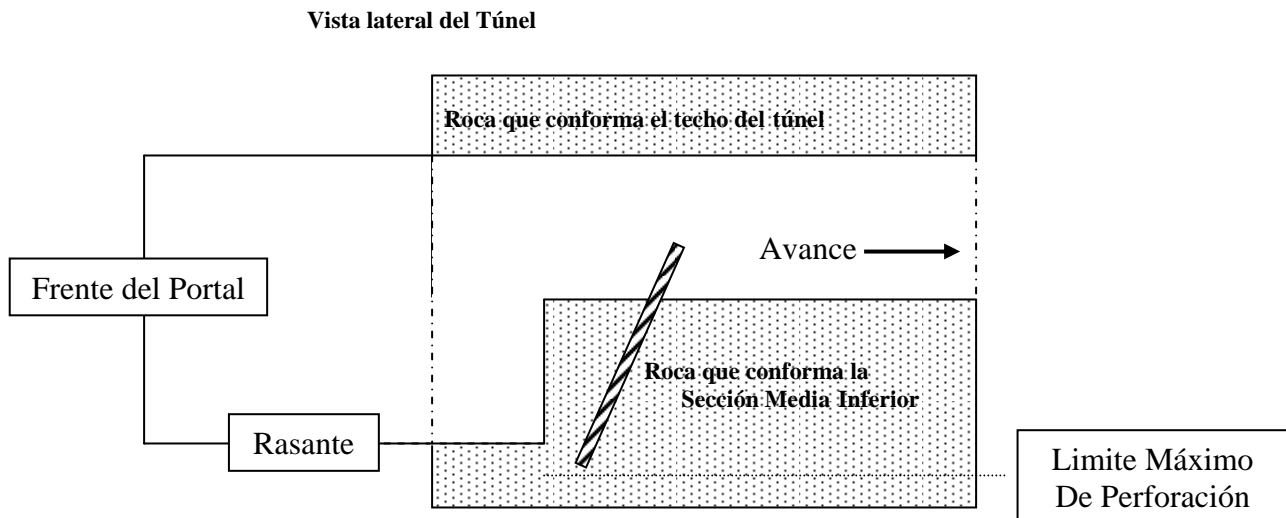 Vista lateral del Túnel
Roca que conforma el techo del túnel
Avance
Frente del Portal
Roca que conforma la
Sección Media Inferior
Rasante
Limite Máximo
De Perforación